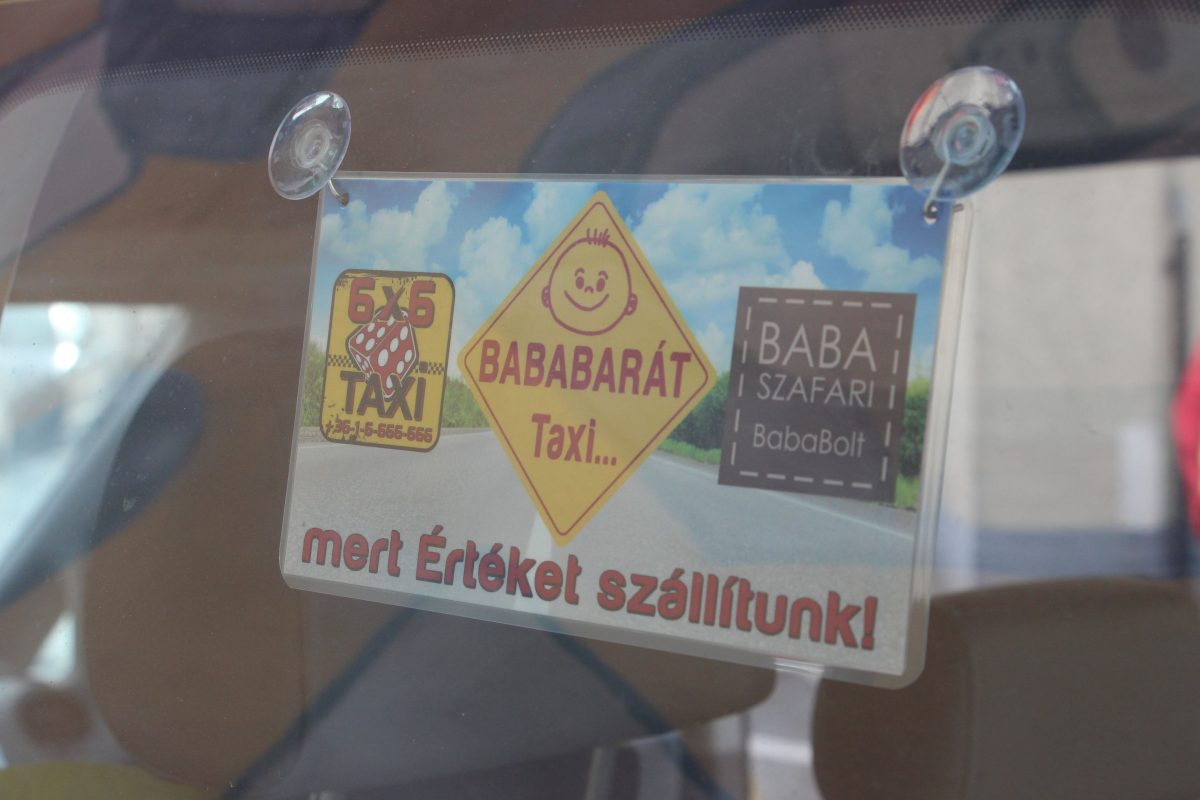 6x6
TAXI
+36-1-6-666-666
BABABARÁT
Taxi...
BABA
SZAFARI
BabaBolt
mert Értéket szállítunk!